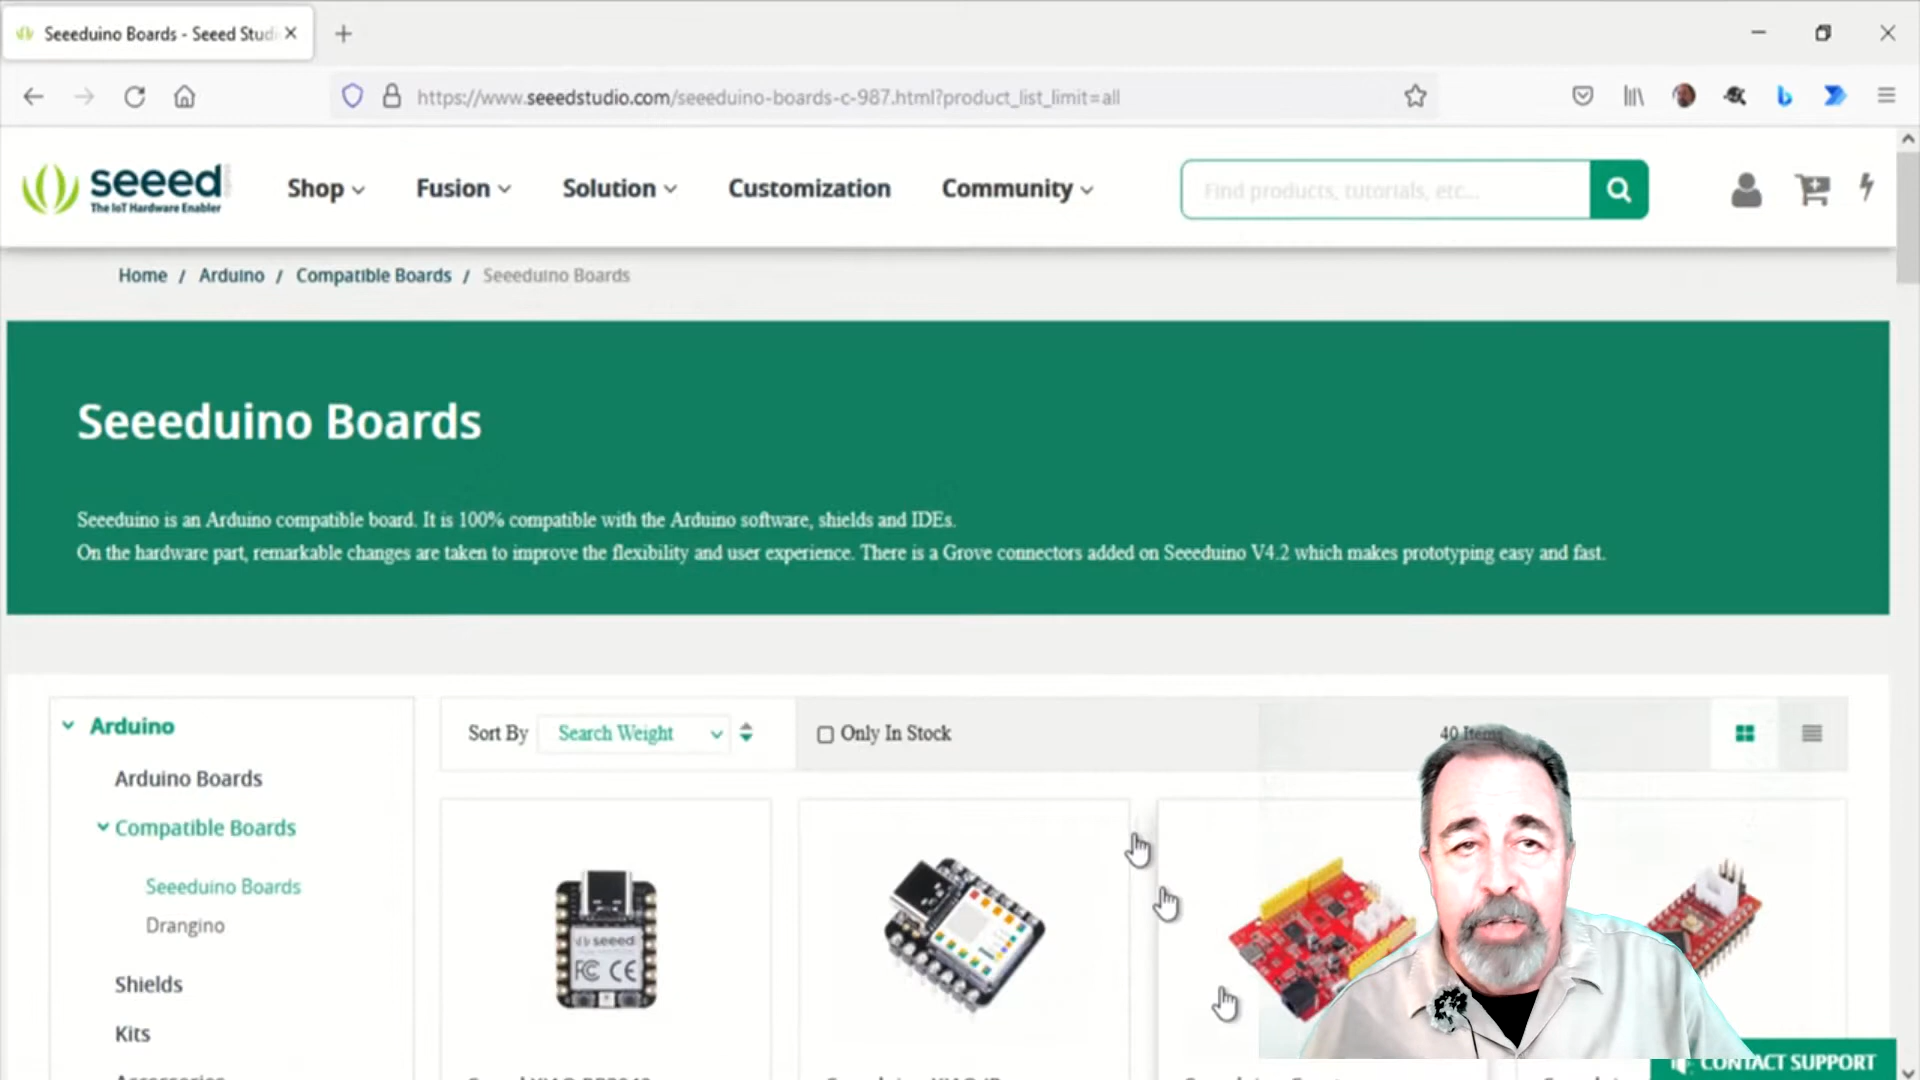 Seeeduino Boards - Seeed Studi
https://www.seeedstudio.com/seeeduino-boards-c-987.html?product_list_limit=all
seeed
The IoT Hardware Enabler
Shop
Fusion
Solution
Customization
Community
Find products, tutorials, etc...
Home / Arduino / Compatible Boards / Seeeduino Boards
Seeeduino Boards
Seeeduino is an Arduino compatible board. It is 100% compatible with the Arduino software, shields and IDEs.
On the hardware part, remarkable changes are taken to improve the flexibility and user experience. There is a Grove connectors added on Seeeduino V4.2 which makes prototyping easy and fast.
Arduino
Arduino Boards
Compatible Boards
Seeeduino Boards
Drangino
Shields
Kits
Sort By Search Weight
Only In Stock
40 Items
seeed
FC CE
CONTACT SUPPORT